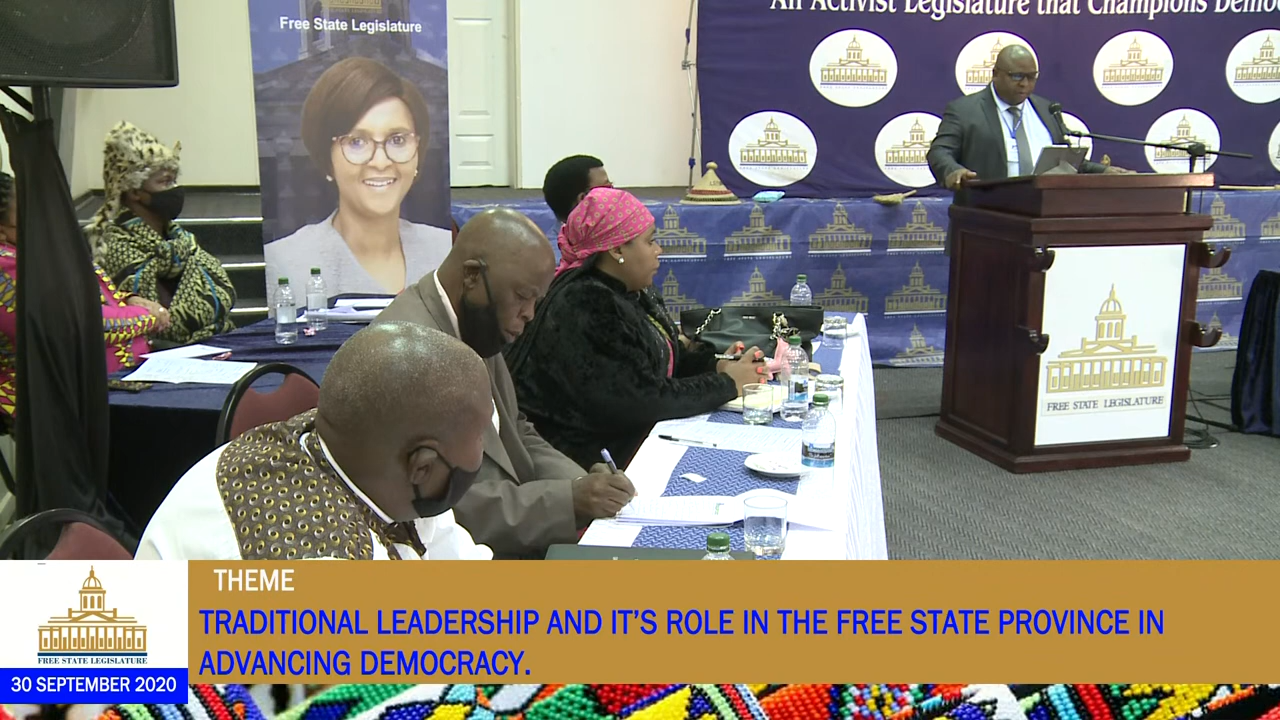 Free State Legislature
An Activist Legislature that Champions Democ
FREE STATE LEGISLATURE
THEME
TRADITIONAL LEADERSHIP AND IT'S ROLE IN THE FREE STATE PROVINCE IN
ADVANCING DEMOCRACY.
FREE STATE LEGISLATURE
30 SEPTEMBER 2020